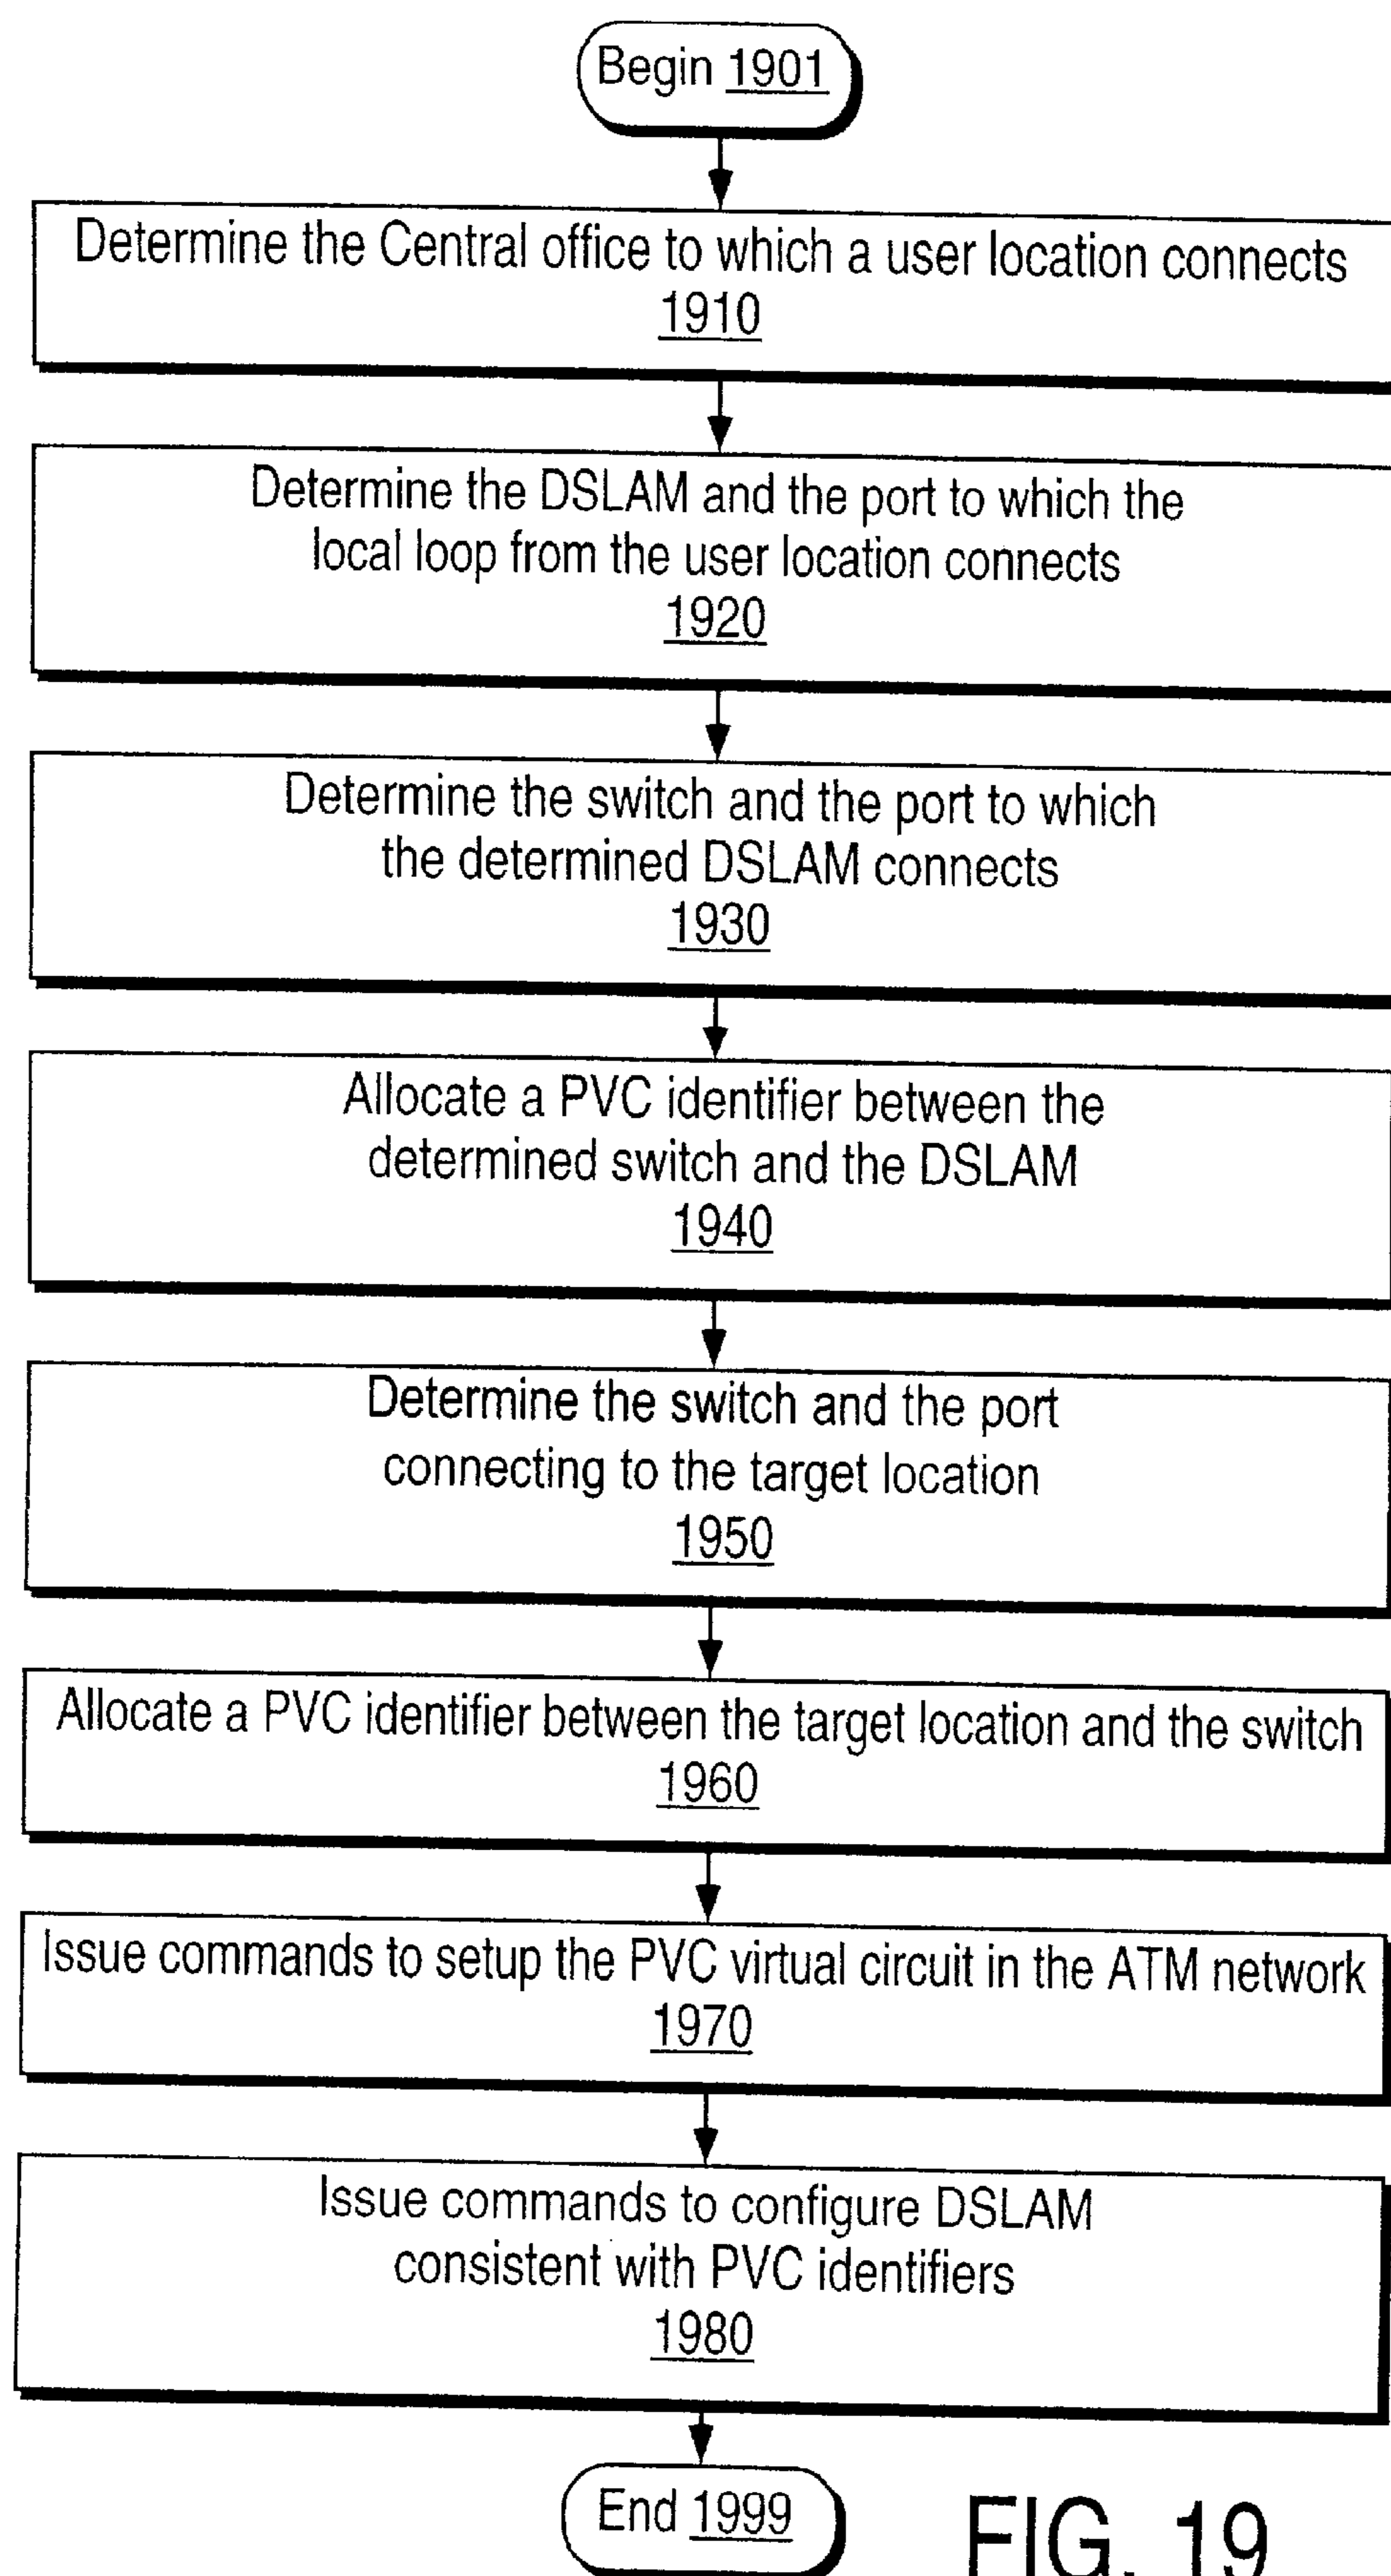 Begin 1901
Determine the Central office to which a user location connects
1910
Determine the DSLAM and the port to which the
local loop from the user location connects
1920
Determine the switch and the port to which
the determined DSLAM connects
1930
Allocate a PVC identifier between the
determined switch and the DSLAM
1940
Determine the switch and the port
connecting to the target location
1950
Allocate a PVC identifier between the target location and the switch
1960
Issue commands to setup the PVC virtual circuit in the ATM network
1970
Issue commands to configure DSLAM
consistent with PVC identifiers
1980
End 1999
FIG. 19